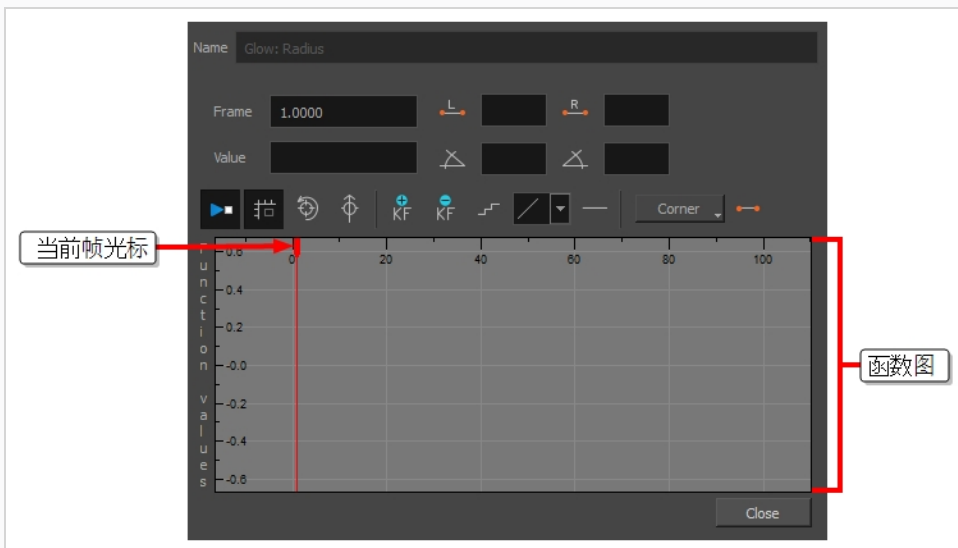 Name Glow: Radius
Frame 1.0000 L R
Value
KF KF Corner
当前帧光标
Function values
-0.6 0 20 40 60 80 100
-0.4
-0.2
-0.0
-0.2
-0.4
-0.6
函数图
Close